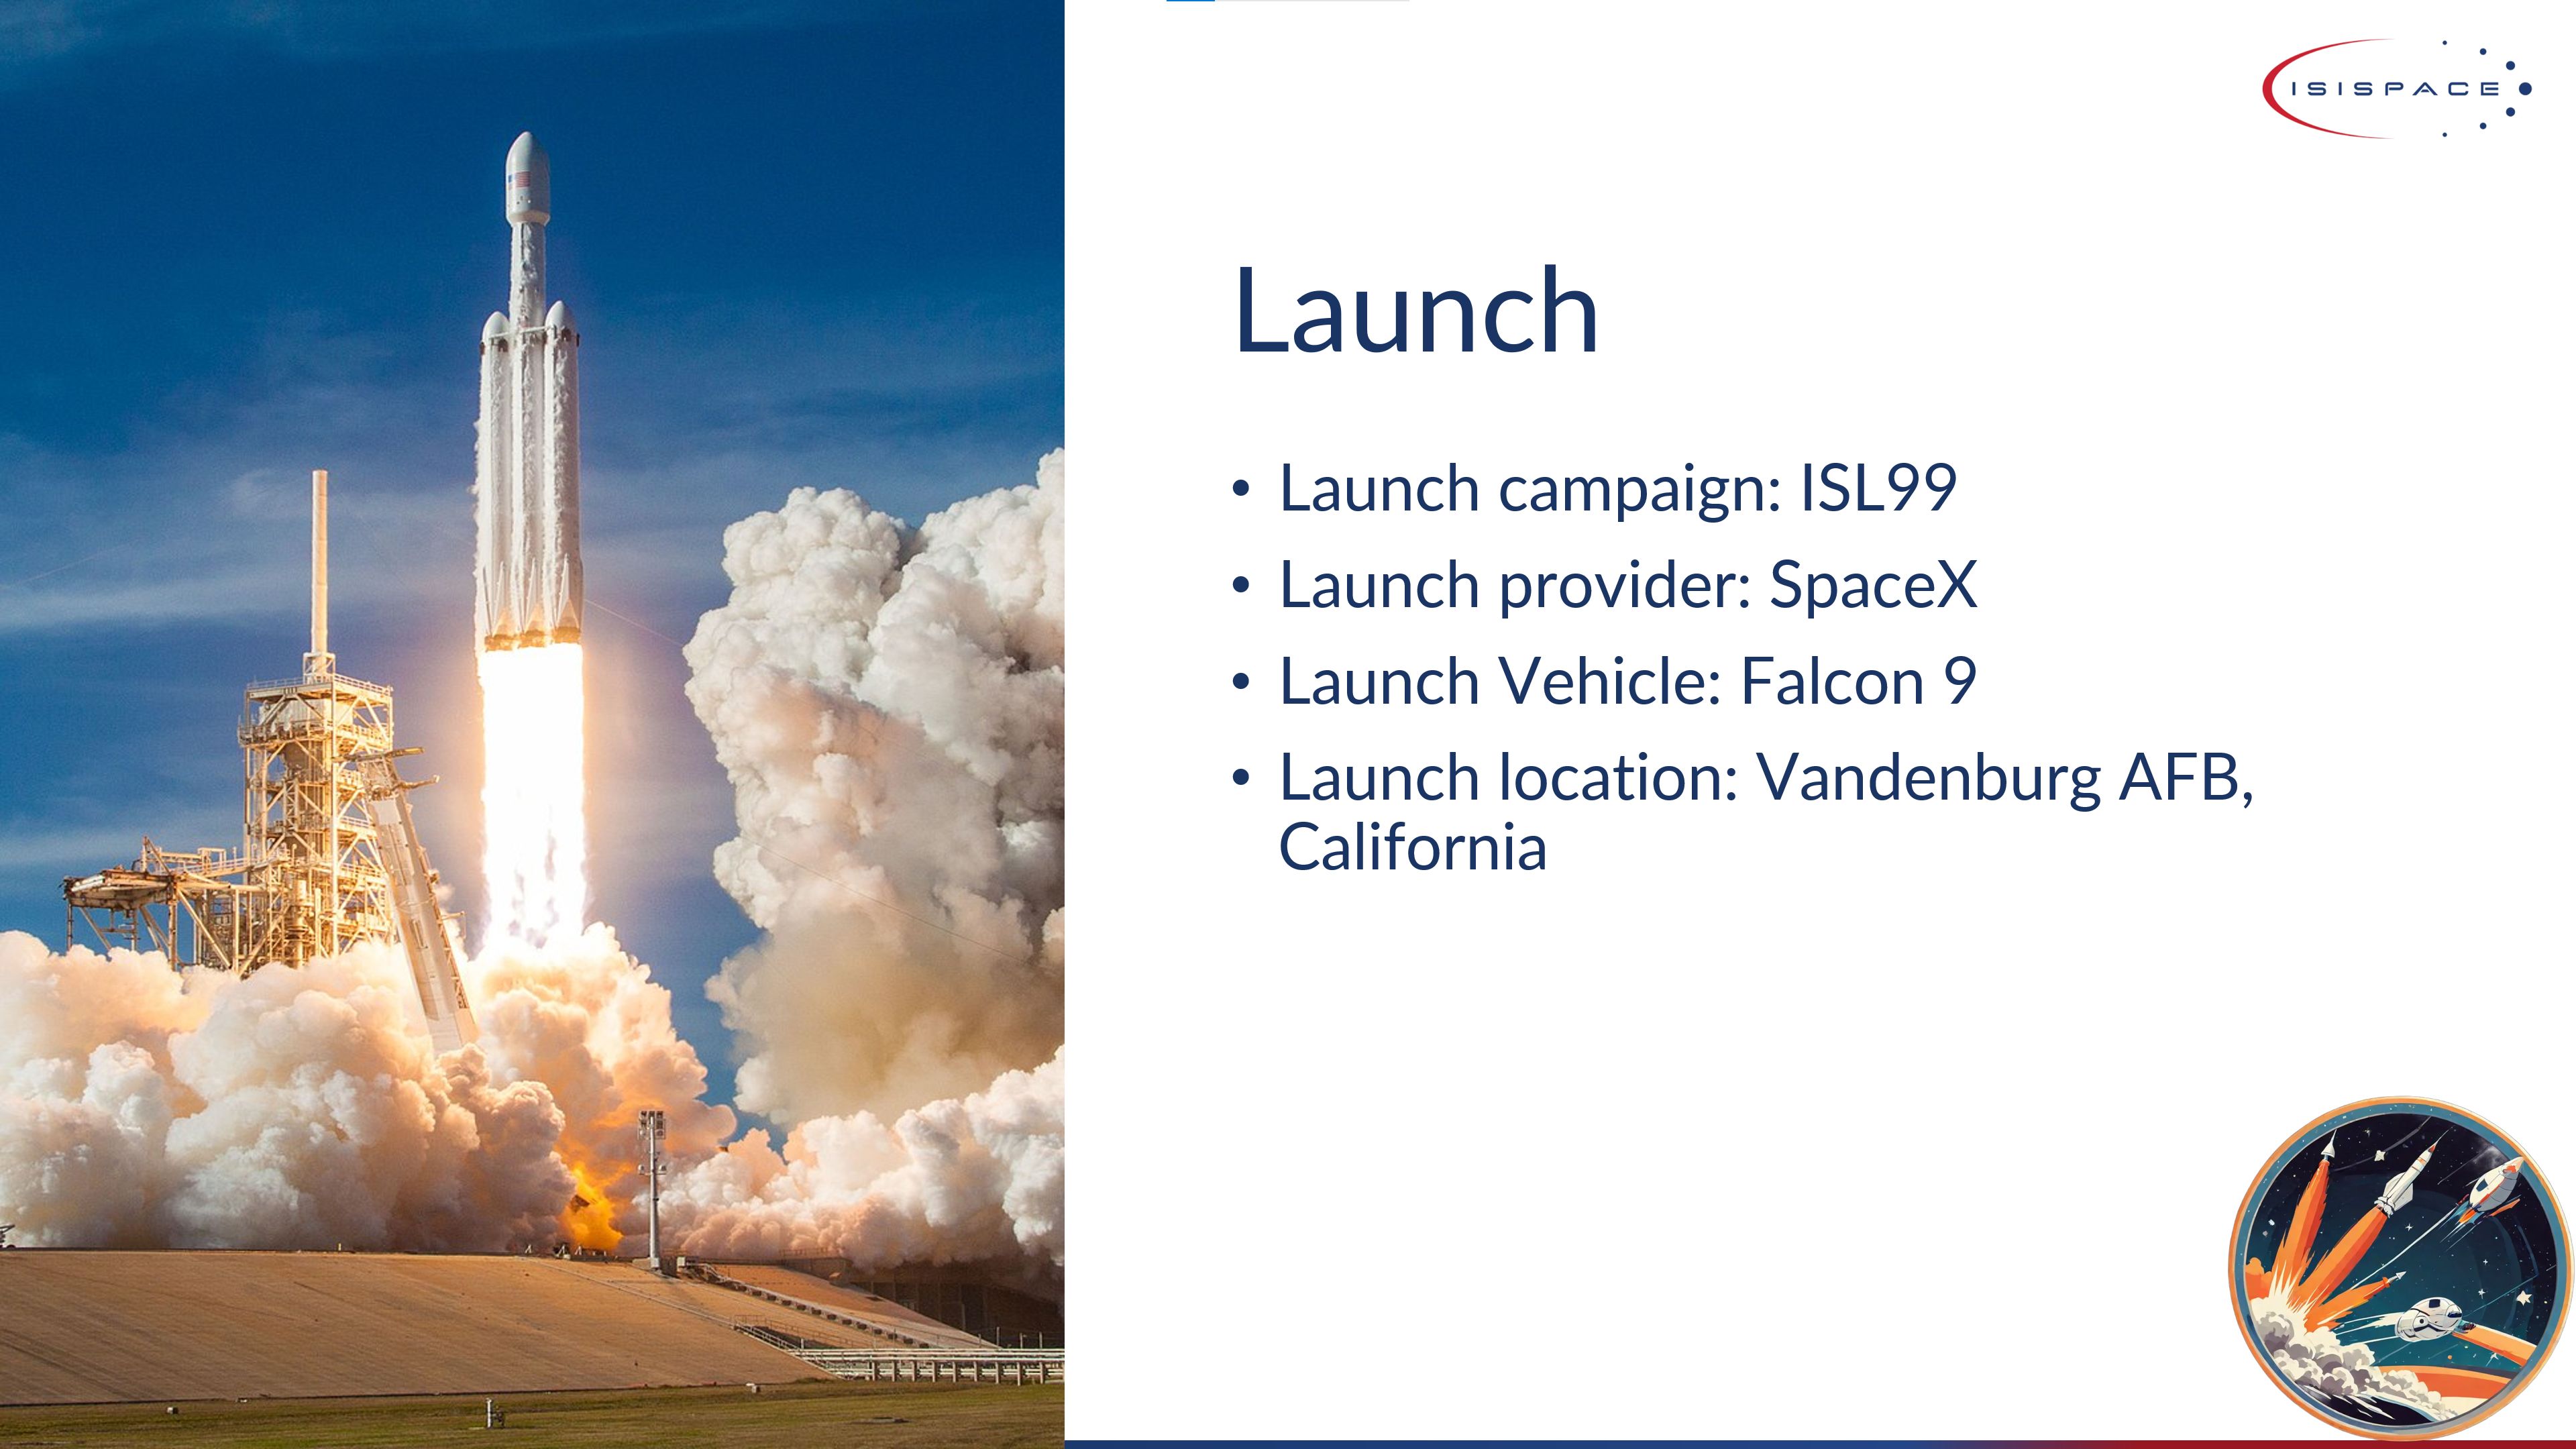 ISISPACE
Launch
• Launch campaign: ISL99
• Launch provider: SpaceX
• Launch Vehicle: Falcon 9
• Launch location: Vandenburg AFB,
California